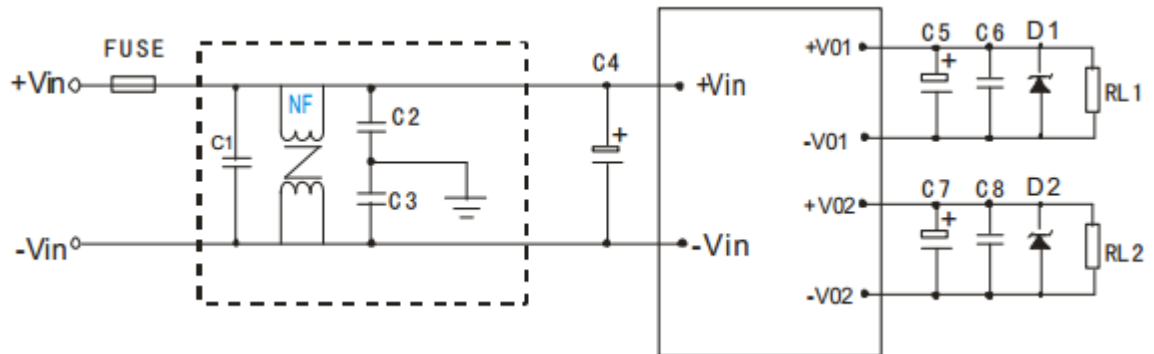 FUSE
+Vin
-Vin
C1
NF
C2
C3
C4
+
+Vin
-Vin
+V01
-V01
+V02
-V02
C5
+
C6
D1
RL1
C7
+
C8
D2
RL2